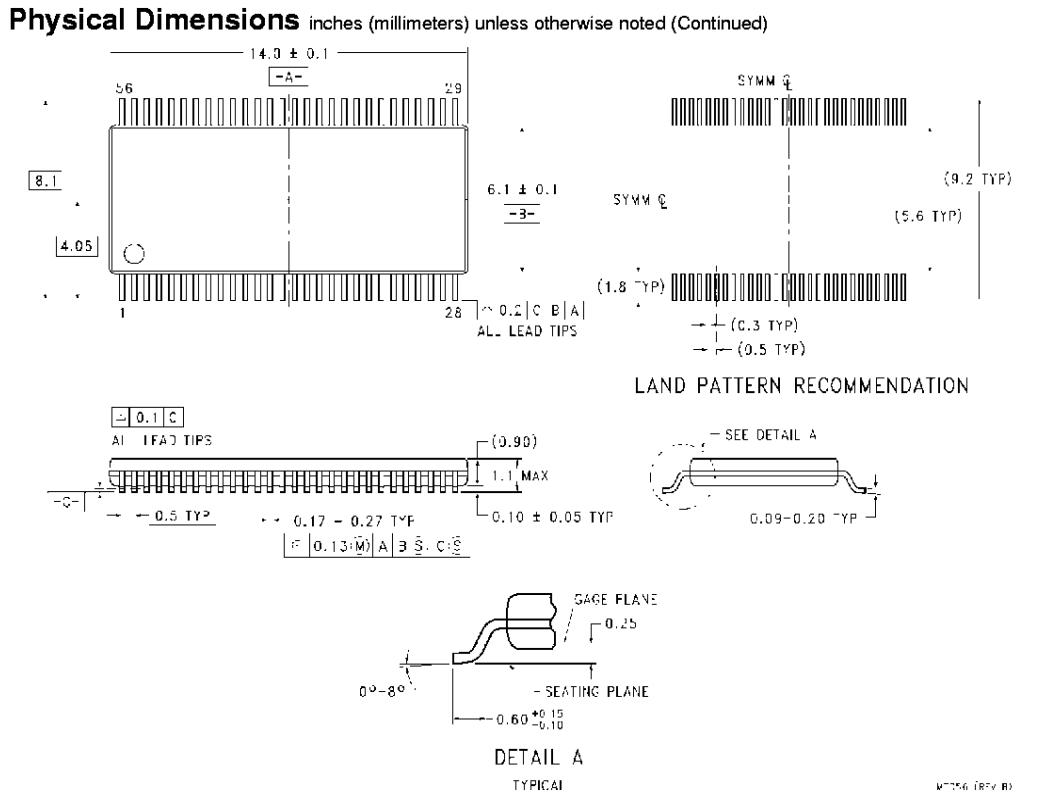 Physical Dimensions inches (millimeters) unless otherwise noted (Continued)
14.0 ± 0.1
-A-
56
29
8.1
4.05
6.1 ± 0.1
-B-
1
28
0.2 C B A
ALL LEAD TIPS
SYMM ℄
SYMM ℄
(9.2 TYP)
(5.6 TYP)
(1.8 TYP)
(0.3 TYP)
(0.5 TYP)
LAND PATTERN RECOMMENDATION
0.1 C
ALL LEAD TIPS
(0.90)
1.1 MAX
-C-
0.5 TYP
0.17 - 0.27 TYP
0.10 ± 0.05 TYP
0.13 Ⓜ A B Ⓢ C Ⓢ
SEE DETAIL A
0.09-0.20 TYP
GAGE PLANE
0.25
0°-8°
SEATING PLANE
0.60 +0.15 -0.10
DETAIL A
TYPICAL
(REV B)